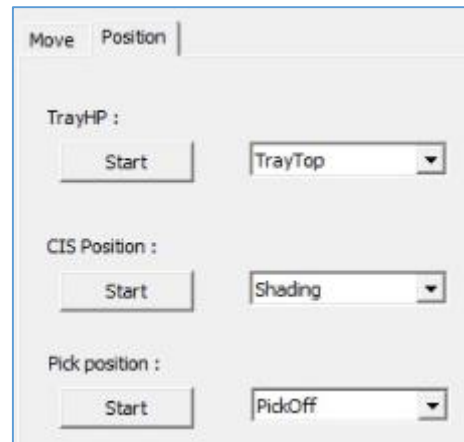 Move Position
TrayHP :
Start TrayTop
CIS Position :
Start Shading
Pick position :
Start PickOff